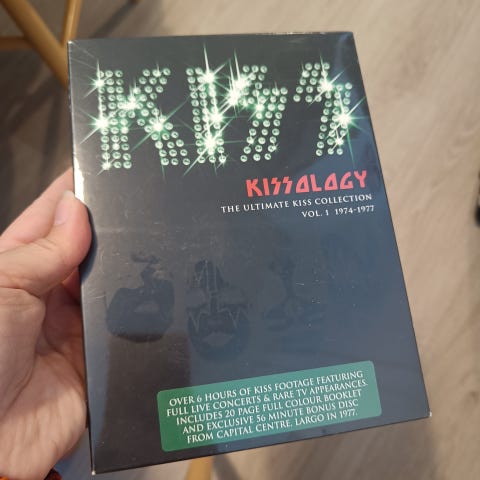 KISS
KISSOLOGY
THE ULTIMATE KISS COLLECTION
VOL. 1 1974-1977
OVER 6 HOURS OF KISS FOOTAGE FEATURING
FULL LIVE CONCERTS & RARE TV APPEARANCES.
INCLUDES 20 PAGE FULL COLOUR BOOKLET
AND EXCLUSIVE 56 MINUTE BONUS DISC
FROM CAPITAL CENTRE, LARGO IN 1977.